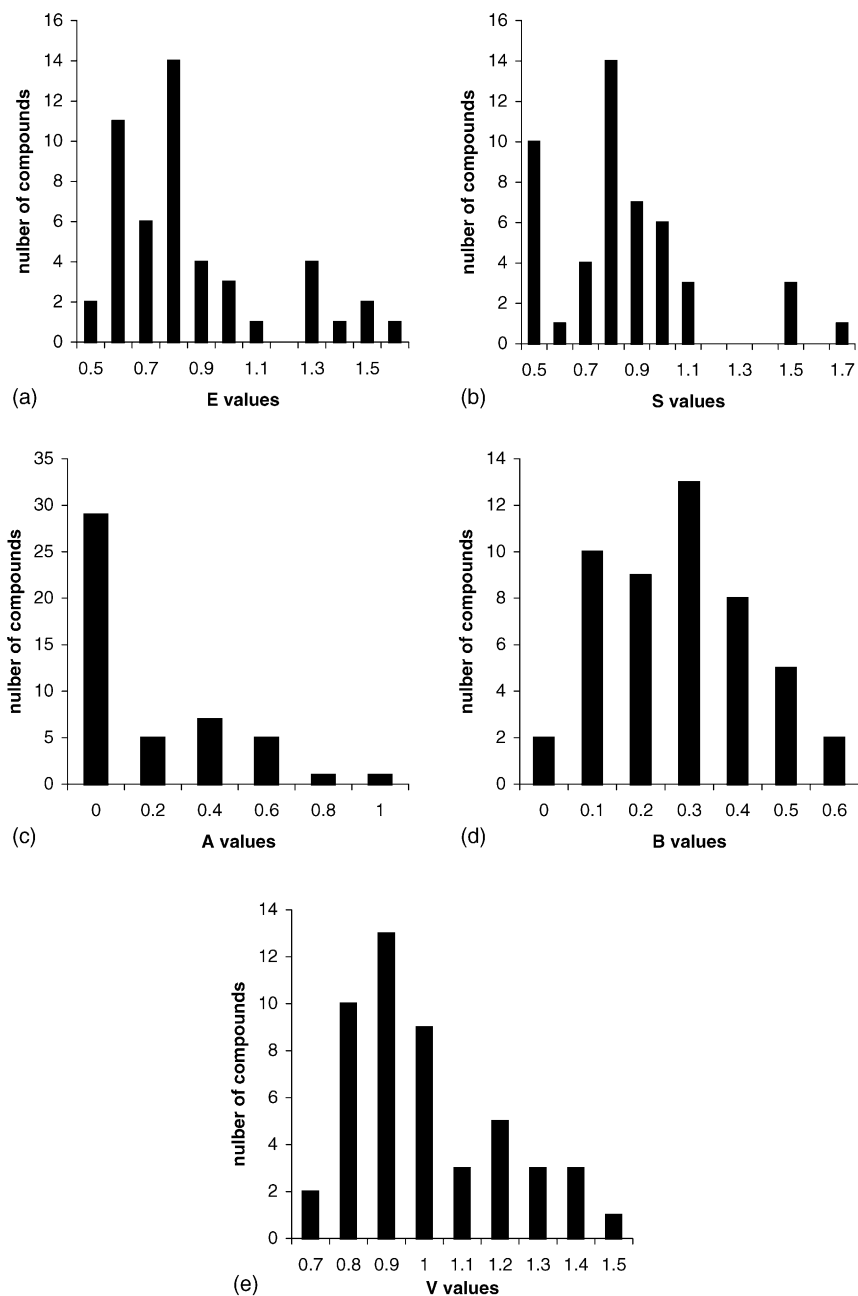 16
14
12
10
8
6
4
2
0
nulber of compounds
0.5 0.7 0.9 1.1 1.3 1.5
E values
(a)
16
14
12
10
8
6
4
2
0
nulber of compounds
0.5 0.7 0.9 1.1 1.3 1.5 1.7
S values
(b)
35
30
25
20
15
10
5
0
nulber of compounds
0 0.2 0.4 0.6 0.8 1
A values
(c)
14
12
10
8
6
4
2
0
nulber of compounds
0 0.1 0.2 0.3 0.4 0.5 0.6
B values
(d)
14
12
10
8
6
4
2
0
nulber of compounds
0.7 0.8 0.9 1 1.1 1.2 1.3 1.4 1.5
V values
(e)